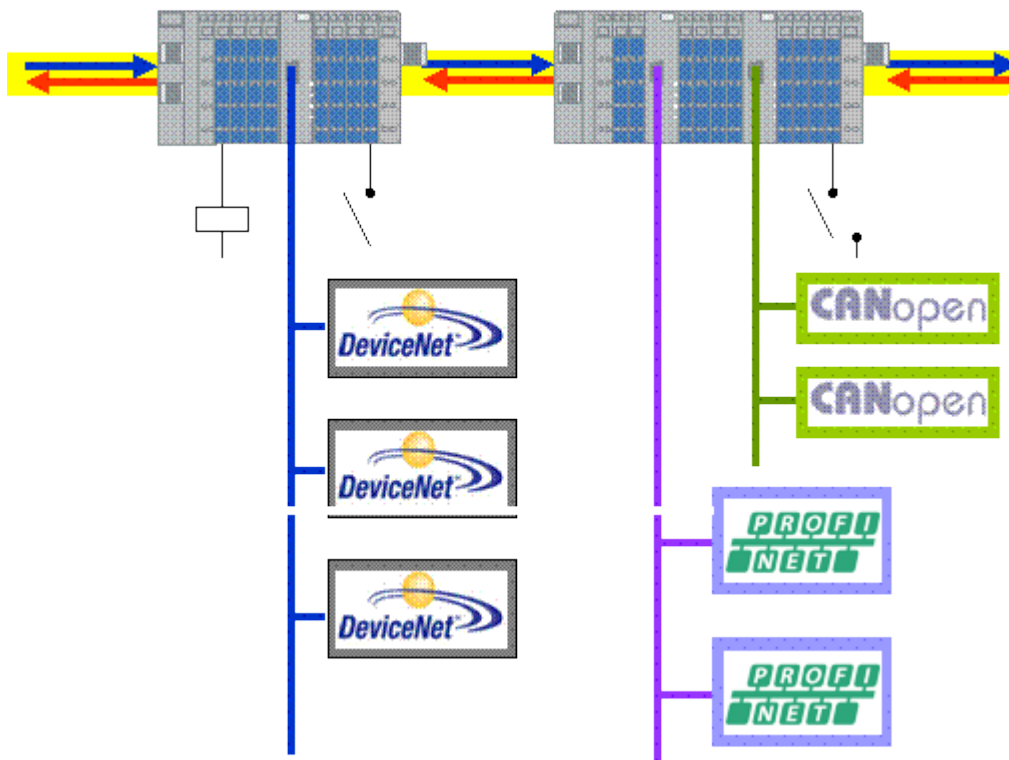 DeviceNet
DeviceNet
DeviceNet
CANopen
CANopen
PROFI
NET
PROFI
NET